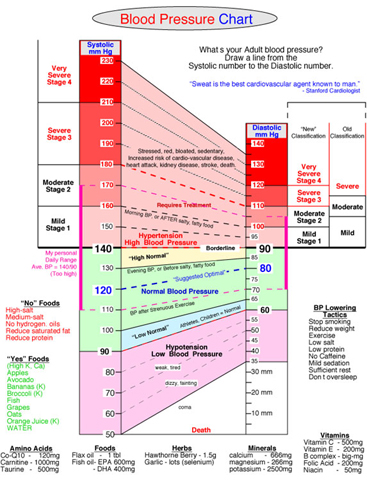 Blood Pressure Chart
Systolic
mm Hg
What s your Adult blood pressure?
Draw a line from the
Systolic number to the Diastolic number.
"Sweat is the best cardiovascular agent known to man."
- Stanford Cardiologist
230
220
210
200
190
180
170
160
150
140
130
120
110
100
90
80
70
60
50
Very
Severe
Stage 4
Severe
Stage 3
Moderate
Stage 2
Mild
Stage 1
My personal
Daily Range
Ave. BP = 140/90
(Too high)
Diastolic
mm Hg
140
130
120
110
100
95
90
85
80
70
60
50
40
30 mm
20 mm
10 mm
"New"
Classification
Old
Classification
Very
Severe
Stage 4
Severe
Stage 3
Moderate
Stage 2
Mild
Stage 1
Severe
Moderate
Mild
Stressed, red, bloated, sedentary,
Increased risk of cardio-vascular disease,
heart attack, kidney disease, stroke, death.
Requires Treatment
Morning BP, or AFTER salty, fatty food
Hypertension
High Blood Pressure
Borderline
"High Normal"
Evening BP, or Before salty, fatty food
"Suggested Optimal"
Normal Blood Pressure
BP after Strenuous Exercise
"Low Normal"
Athletes, Children = Normal
Hypotension
Low Blood Pressure
weak, tired
dizzy, fainting
coma
Death
"No" Foods
High-salt
Medium-salt
No hydrogen oils
Reduce saturated fat
Reduce protein
"Yes" Foods
(High K, Ca)
Apples
Avocado
Bananas (K)
Broccoli (K)
Fish
Grapes
Oats
Orange Juice (K)
WATER
BP Lowering
Tactics
Stop smoking
Reduce weight
Exercise
Low salt
Low protein
No Caffeine
Mild sedation
Sufficient rest
Don t oversleep
Amino Acids
Co-Q10 - 120mg
Carnitine - 1000mg
Taurine - 500mg
Foods
Flax oil - 1 tbl
Fish oil- EPA 600mg
- DHA 400mg
Herbs
Hawthorne Berry - 1.5g
Garlic - lots (selenium)
Minerals
calcium - 666mg
magnesium - 266mg
potassium - 2500mg
Vitamins
Vitamin C - 500mg
Vitamin E - 200mg
B complex - big-mg
Folic Acid - 200mg
Niacin - 50mg